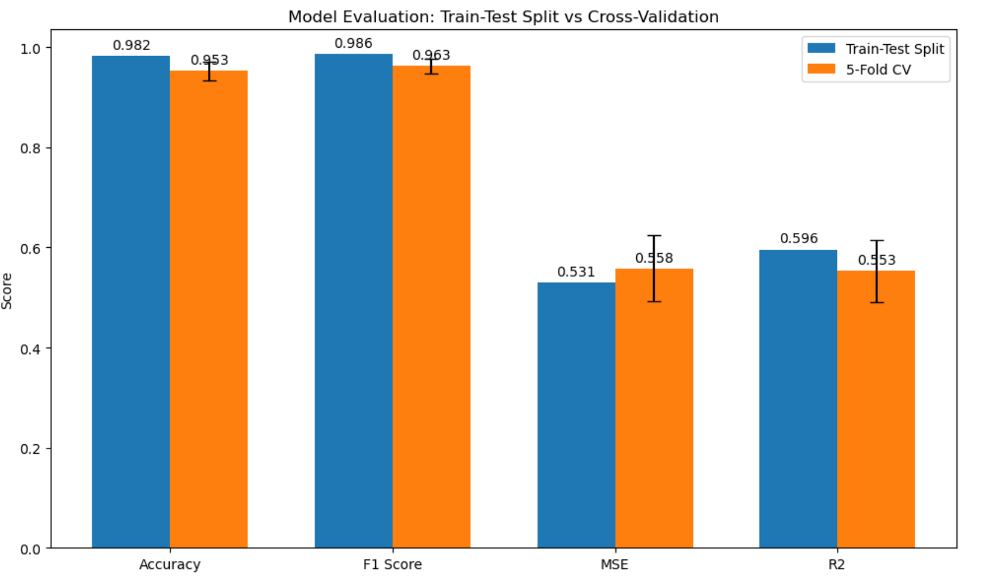 Model Evaluation: Train-Test Split vs Cross-Validation
Train-Test Split
5-Fold CV
Score
1.0
0.8
0.6
0.4
0.2
0.0
0.982
0.953
0.986
0.963
0.531
0.558
0.596
0.553
Accuracy
F1 Score
MSE
R2